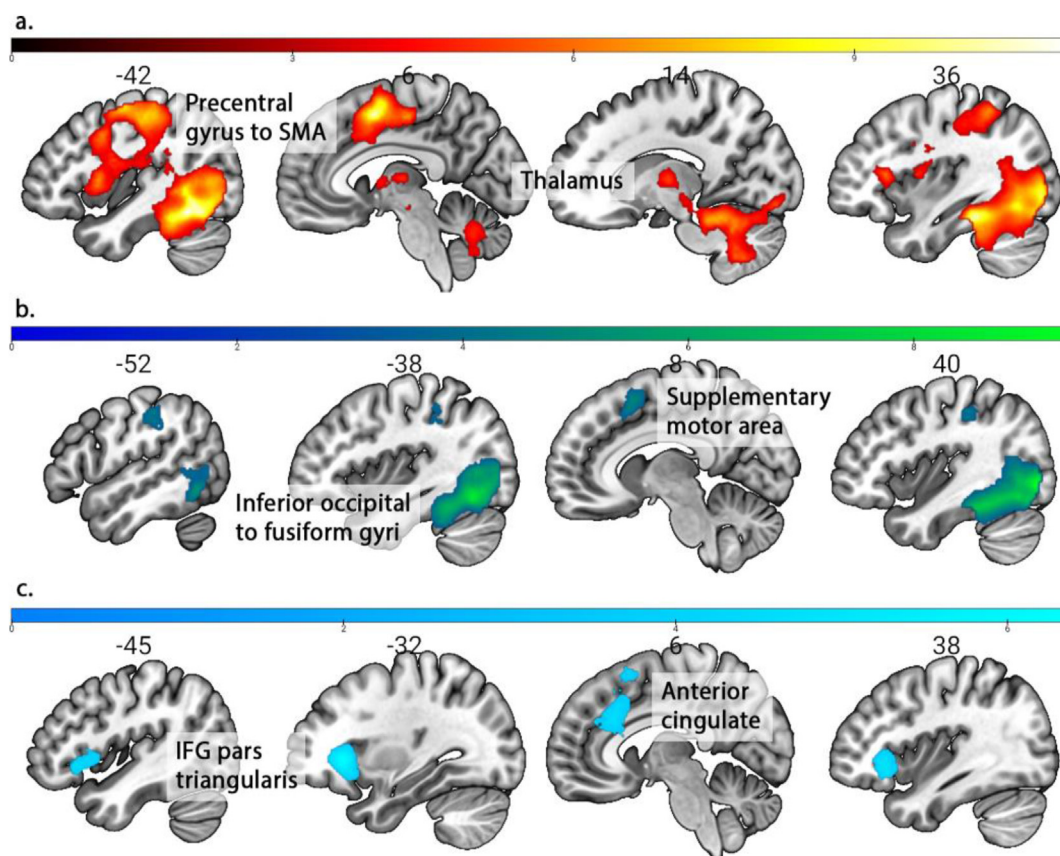 a.
0 3 6 9
-42 6 14 36
Precentral
gyrus to SMA
Thalamus
b.
0 2 4 6 8
-52 -38 8 40
Supplementary
motor area
Inferior occipital
to fusiform gyri
c.
0 2 4 6
-45 -32 6 38
IFG pars
triangularis
Anterior
cingulate